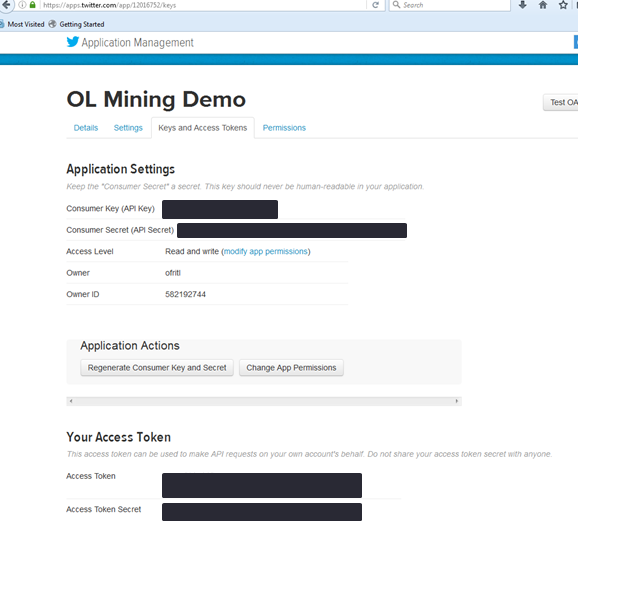 https://apps.twitter.com/app/12016752/keys
Search
Most Visited Getting Started
Application Management
OL Mining Demo
Test OA
Details Settings Keys and Access Tokens Permissions
Application Settings
Keep the "Consumer Secret" a secret. This key should never be human-readable in your application.
Consumer Key (API Key)
Consumer Secret (API Secret)
Access Level Read and write (modify app permissions)
Owner ofritl
Owner ID 582192744
Application Actions
Regenerate Consumer Key and Secret Change App Permissions
Your Access Token
This access token can be used to make API requests on your own account's behalf. Do not share your access token secret with anyone.
Access Token
Access Token Secret